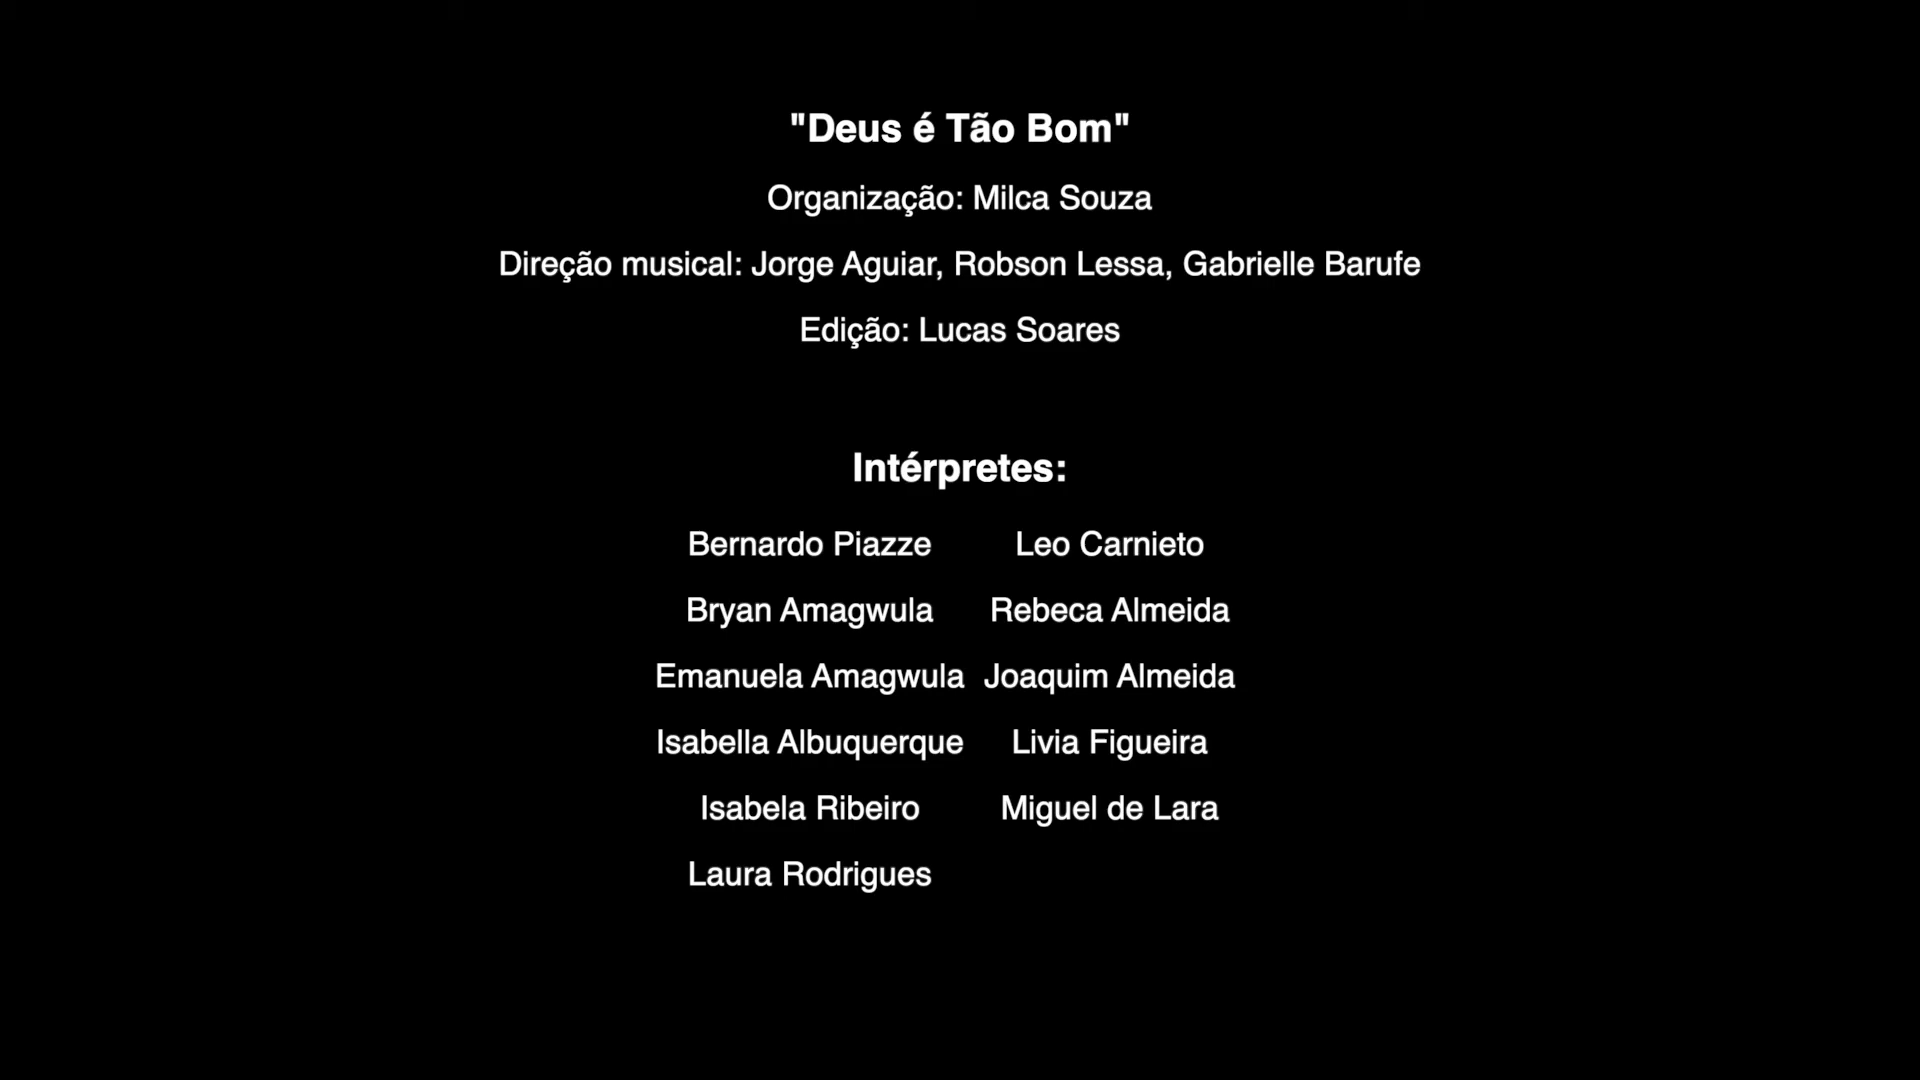 "Deus é Tão Bom"
Organização: Milca Souza
Direção musical: Jorge Aguiar, Robson Lessa, Gabrielle Barufe
Edição: Lucas Soares
Intérpretes:
Bernardo Piazze
Bryan Amagwula
Emanuela Amagwula
Isabella Albuquerque
Isabela Ribeiro
Laura Rodrigues
Leo Carnieto
Rebeca Almeida
Joaquim Almeida
Livia Figueira
Miguel de Lara